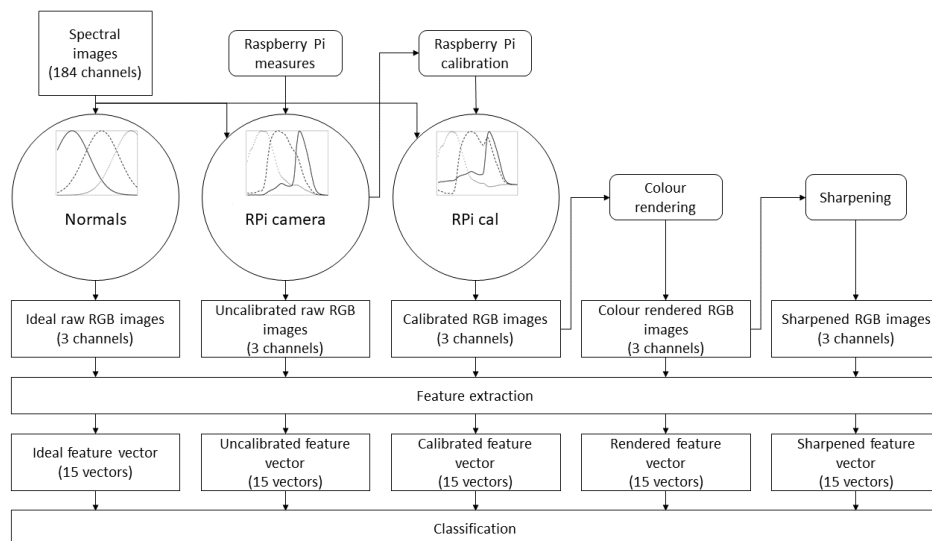 Spectral
images
(184 channels)
Raspberry Pi
measures
Raspberry Pi
calibration
Normals
RPi camera
RPi cal
Colour
rendering
Sharpening
Ideal raw RGB images
(3 channels)
Uncalibrated raw RGB
images
(3 channels)
Calibrated RGB images
(3 channels)
Colour rendered RGB
images
(3 channels)
Sharpened RGB images
(3 channels)
Feature extraction
Ideal feature vector
(15 vectors)
Uncalibrated feature
vector
(15 vectors)
Calibrated feature
vector
(15 vectors)
Rendered feature
vector
(15 vectors)
Sharpened feature
vector
(15 vectors)
Classification